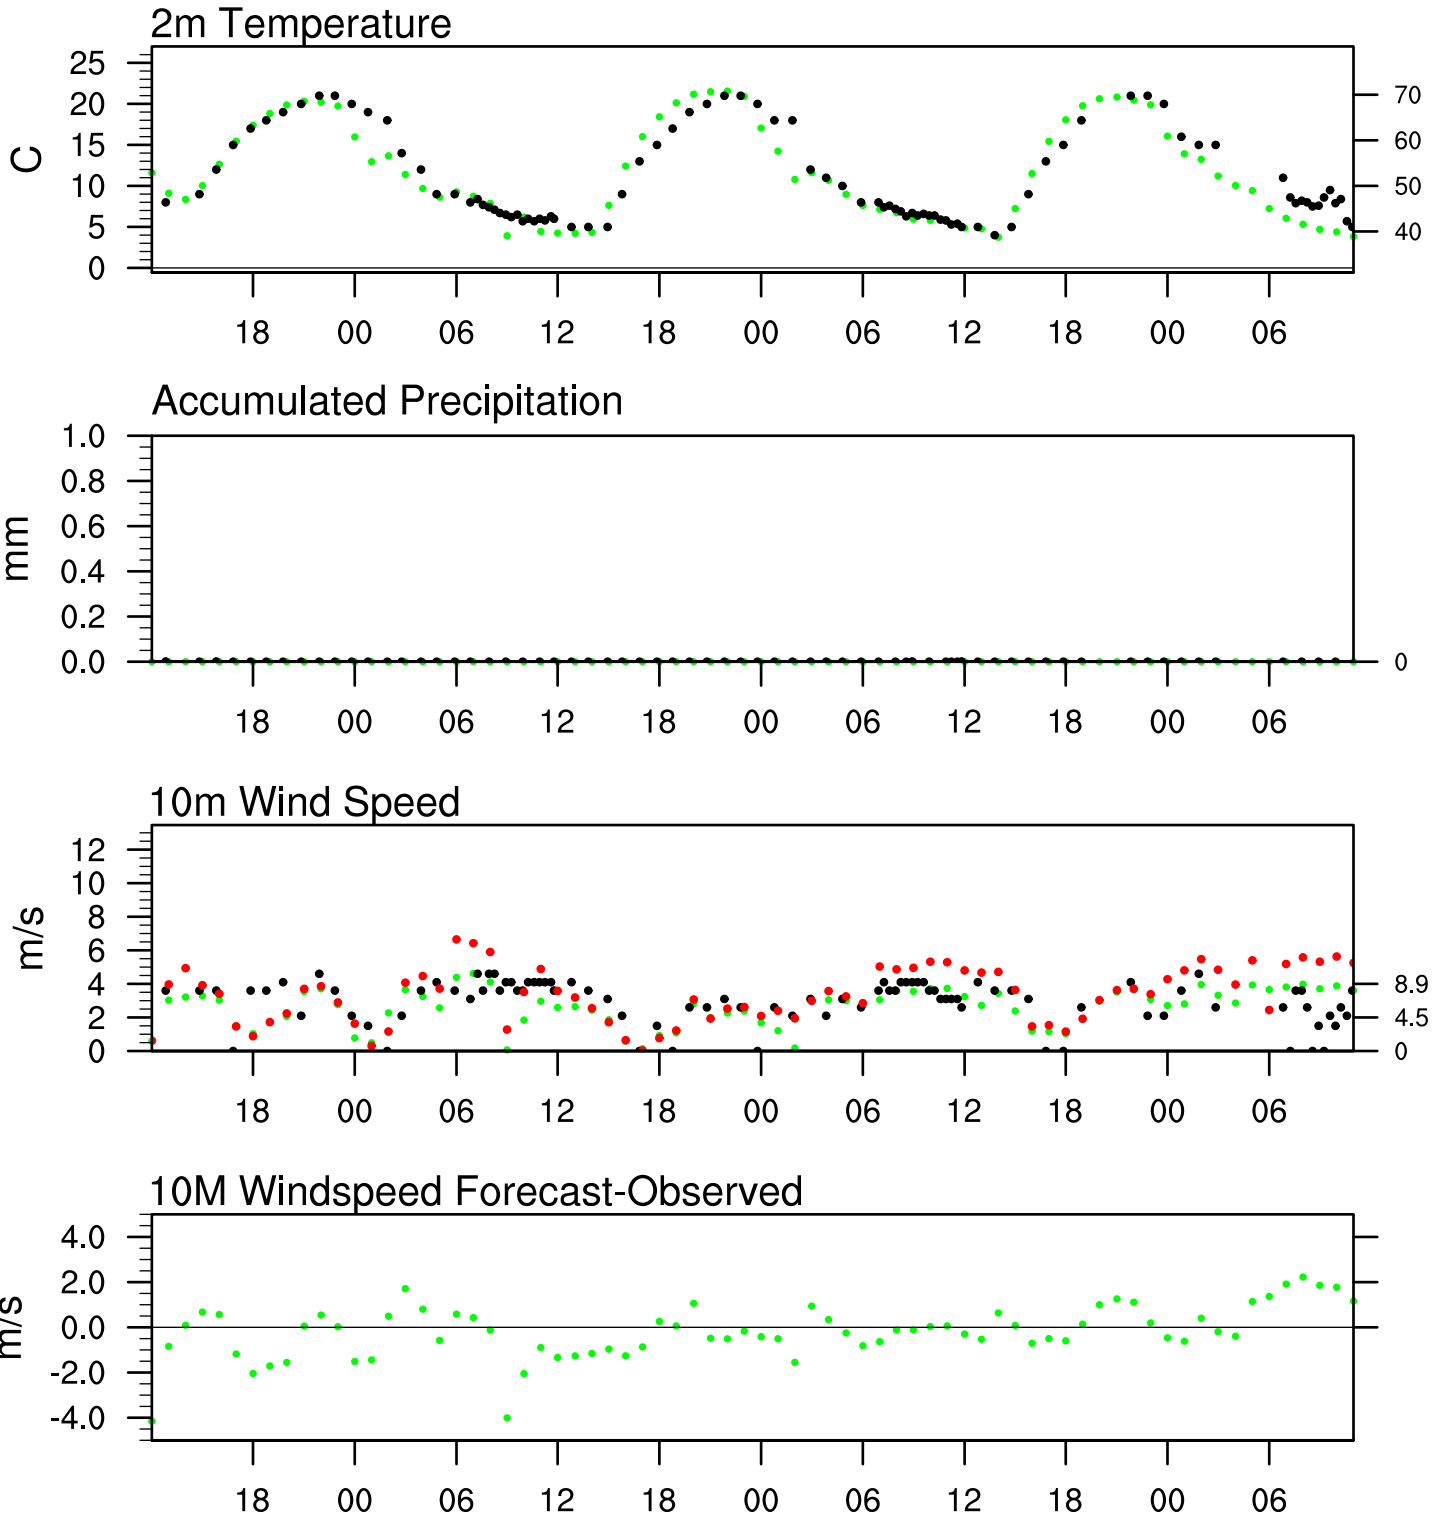 2m Temperature
25
20
15
10
5
0
C
70
60
50
40
18 00 06 12 18 00 06 12 18 00 06
Accumulated Precipitation
1.0
0.8
0.6
0.4
0.2
0.0
mm
0
18 00 06 12 18 00 06 12 18 00 06
10m Wind Speed
12
10
8
6
4
2
0
m/s
8.9
4.5
0
18 00 06 12 18 00 06 12 18 00 06
10M Windspeed Forecast-Observed
4.0
2.0
0.0
-2.0
-4.0
m/s
18 00 06 12 18 00 06 12 18 00 06